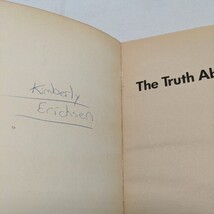 Kimberly
Erichsen
The Truth Ab